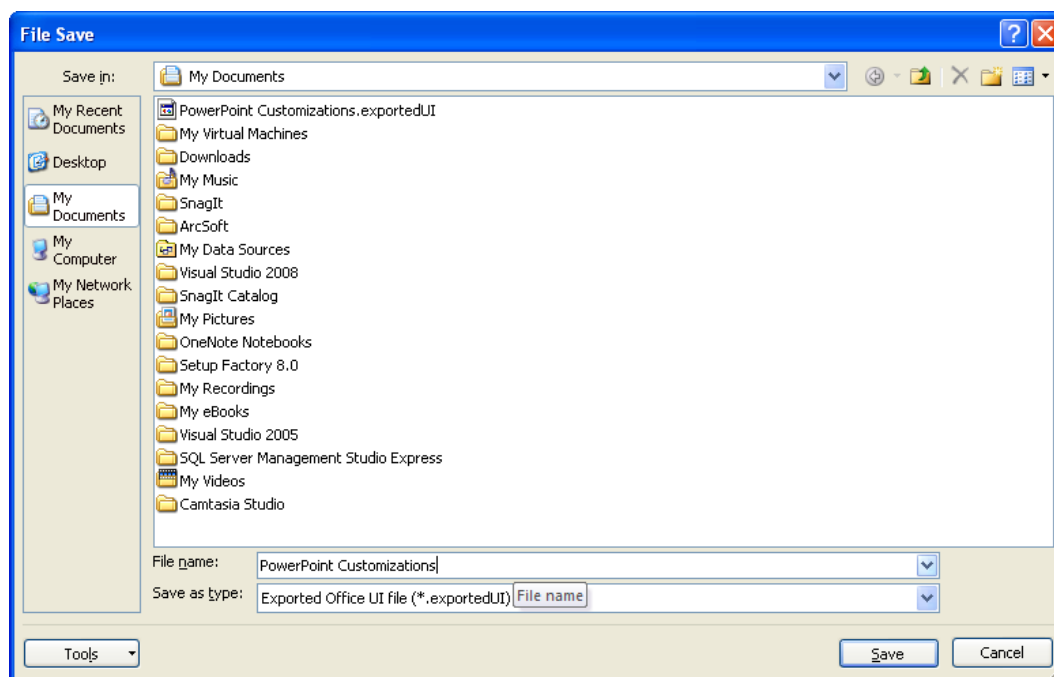 File Save
Save in:
My Documents
My Recent
Documents
Desktop
My
Documents
My
Computer
My Network
Places
PowerPoint Customizations.exportedUI
My Virtual Machines
Downloads
My Music
SnagIt
ArcSoft
My Data Sources
Visual Studio 2008
SnagIt Catalog
My Pictures
OneNote Notebooks
Setup Factory 8.0
My Recordings
My eBooks
Visual Studio 2005
SQL Server Management Studio Express
My Videos
Camtasia Studio
File name:
PowerPoint Customizations
Save as type:
Exported Office UI file (*.exportedUI)
File name
Tools
Save
Cancel